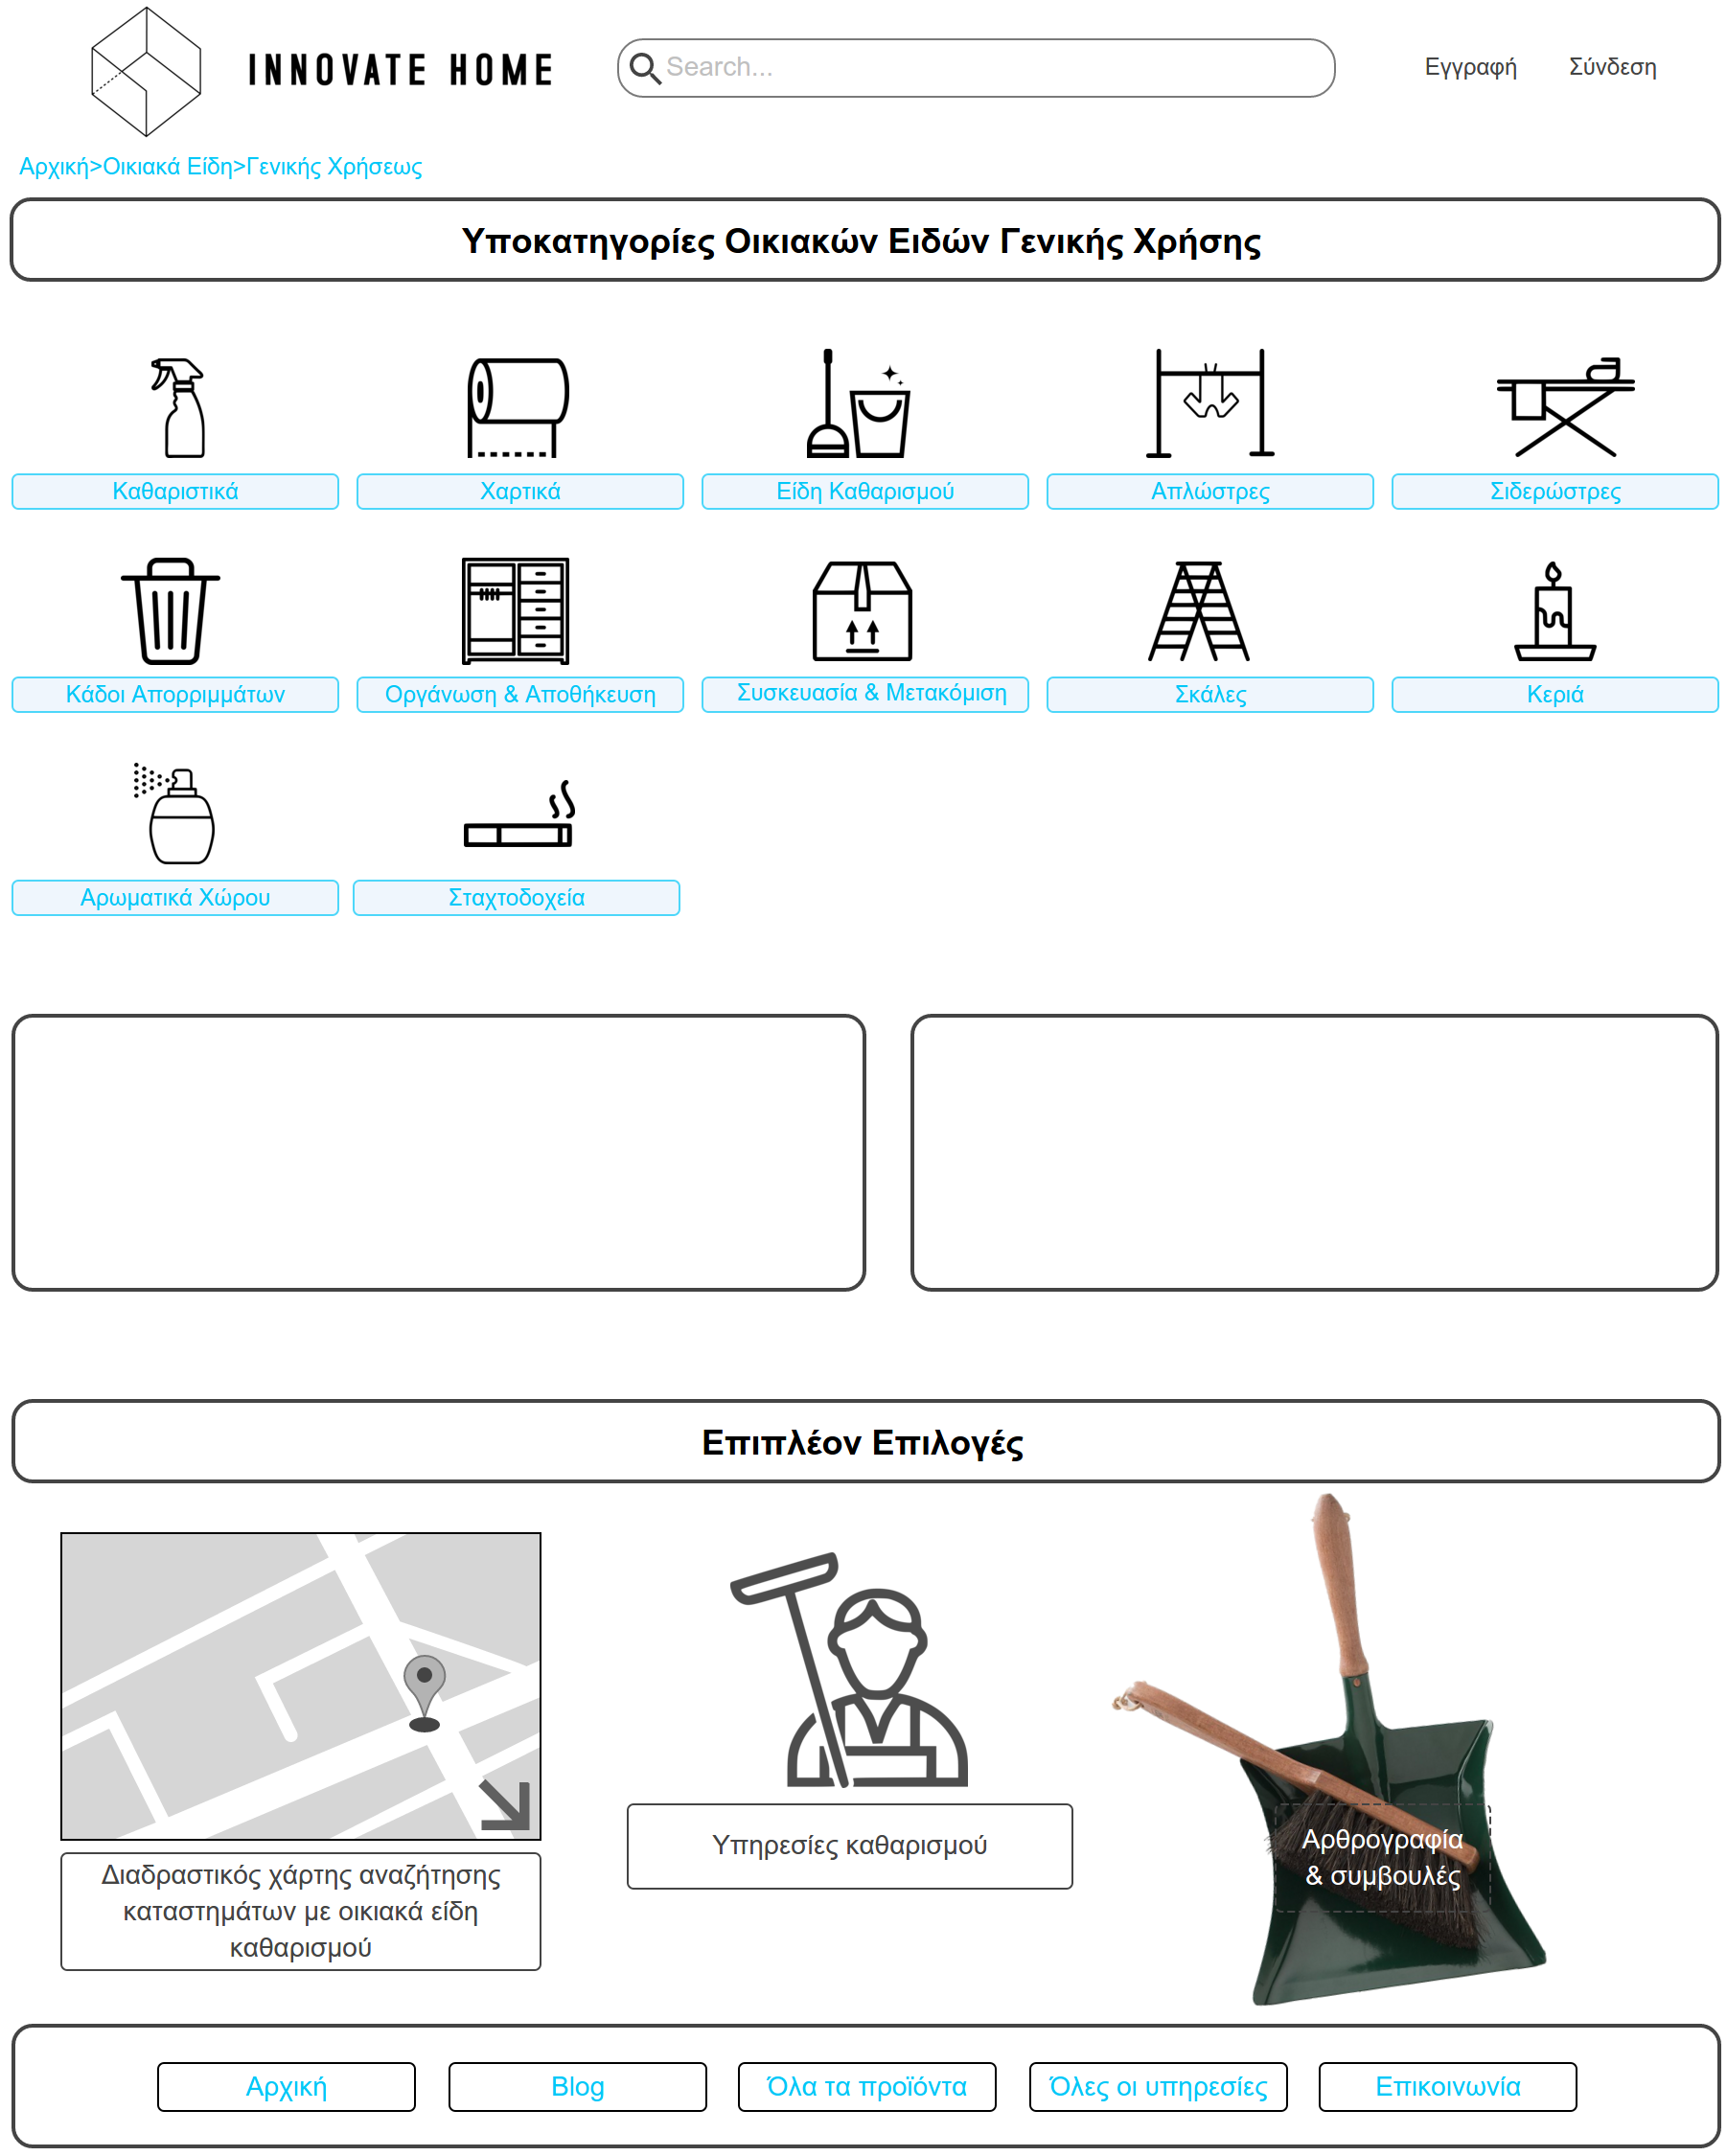 INNOVATE HOME
Search...
Εγγραφή
Σύνδεση
Αρχική>Οικιακά Είδη>Γενικής Χρήσεως
Υποκατηγορίες Οικιακών Ειδών Γενικής Χρήσης
Καθαριστικά
Χαρτικά
Είδη Καθαρισμού
Απλώστρες
Σιδερώστρες
Κάδοι Απορριμμάτων
Οργάνωση & Αποθήκευση
Συσκευασία & Μετακόμιση
Σκάλες
Κεριά
Αρωματικά Χώρου
Σταχτοδοχεία
Επιπλέον Επιλογές
Διαδραστικός χάρτης αναζήτησης
καταστημάτων με οικιακά είδη
καθαρισμού
Υπηρεσίες καθαρισμού
Αρθρογραφία
& συμβουλές
Αρχική
Blog
Όλα τα προϊόντα
Όλες οι υπηρεσίες
Επικοινωνία